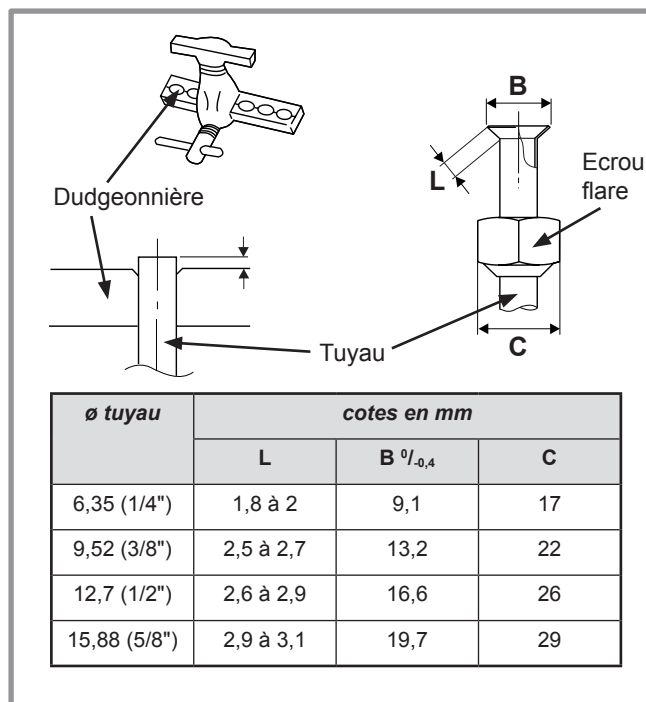 B
L
Ecrou
flare
Dudgeonnière
Tuyau
C
ø tuyau cotes en mm
L B 0/-0,4 C
6,35 (1/4") 1,8 à 2 9,1 17
9,52 (3/8") 2,5 à 2,7 13,2 22
12,7 (1/2") 2,6 à 2,9 16,6 26
15,88 (5/8") 2,9 à 3,1 19,7 29